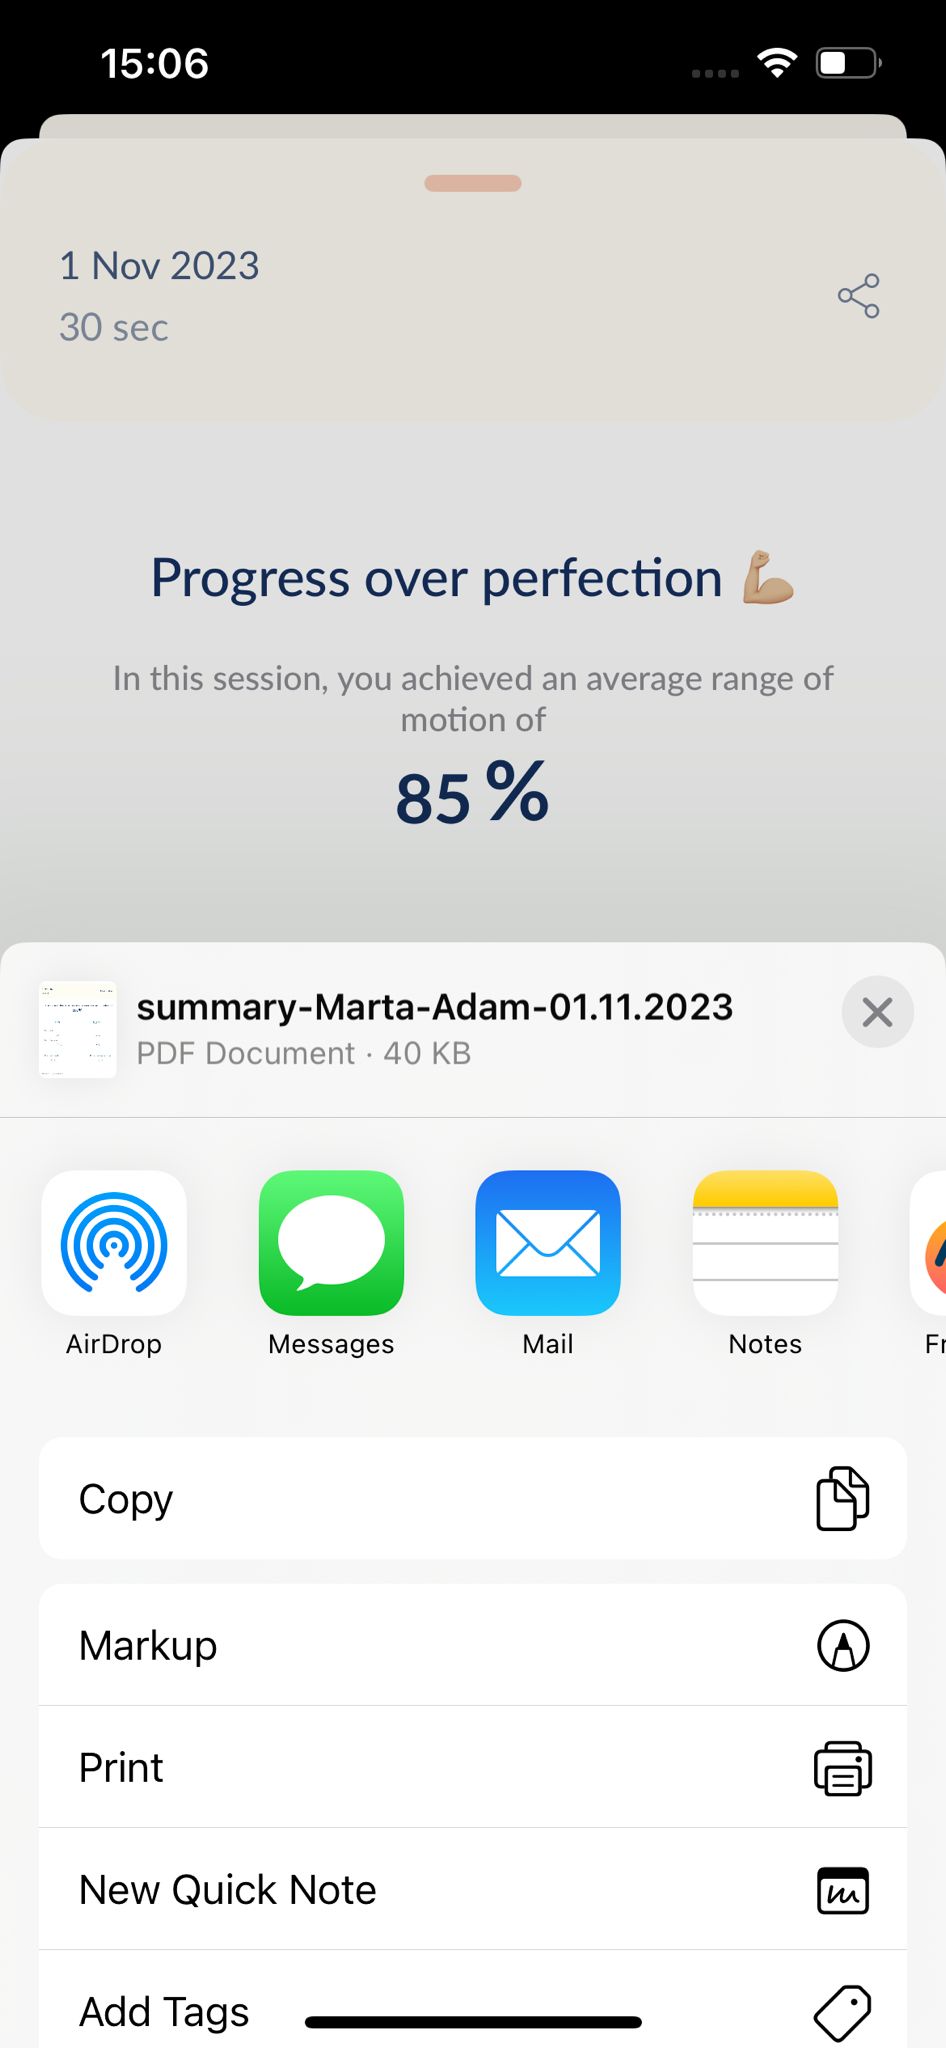 15:06
1 Nov 2023
30 sec
Progress over perfection 💪🏼
In this session, you achieved an average range of
motion of
85 %
summary-Marta-Adam-01.11.2023
PDF Document · 40 KB
AirDrop
Messages
Mail
Notes
Fr
Copy
Markup
Print
New Quick Note
Add Tags